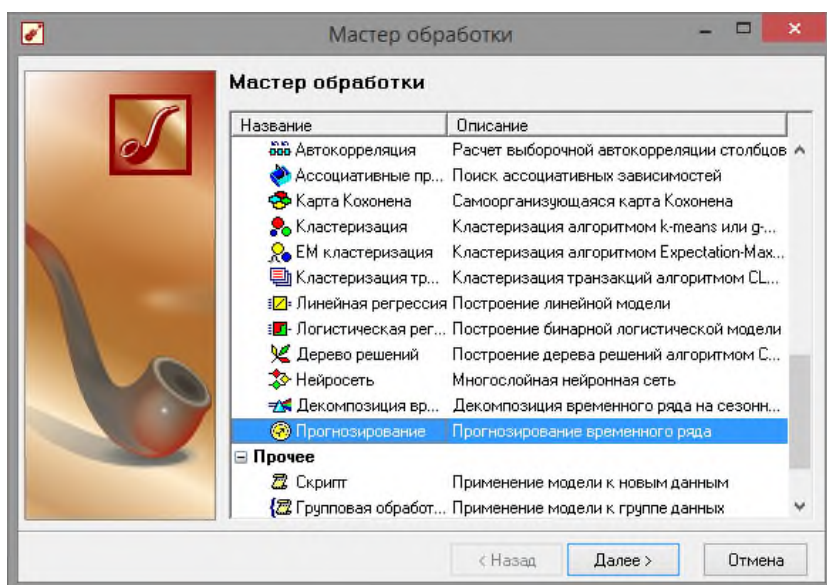 Мастер обработки
Мастер обработки
Название Описание
Автокорреляция Расчет выборочной автокорреляции столбцов
Ассоциативные пр... Поиск ассоциативных зависимостей
Карта Кохонена Самоорганизующаяся карта Кохонена
Кластеризация Кластеризация алгоритмом k-means или g-...
EM кластеризация Кластеризация алгоритмом Expectation-Max...
Кластеризация тр... Кластеризация транзакций алгоритмом CL...
Линейная регрессия Построение линейной модели
Логистическая рег... Построение бинарной логистической модели
Дерево решений Построение дерева решений алгоритмом C...
Нейросеть Многослойная нейронная сеть
Декомпозиция вр... Декомпозиция временного ряда на сезонн...
Прогнозирование Прогнозирование временного ряда
Прочее
Скрипт Применение модели к новым данным
Групповая обработ... Применение модели к группе данных
< Назад Далее > Отмена